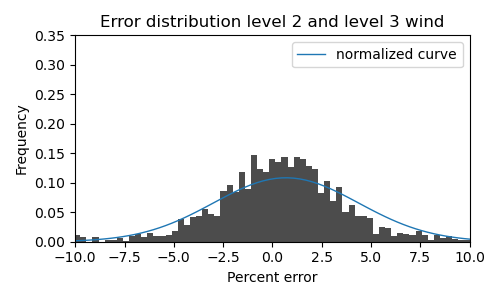 Error distribution level 2 and level 3 wind
normalized curve
Frequency
0.35
0.30
0.25
0.20
0.15
0.10
0.05
0.00
−10.0 −7.5 −5.0 −2.5 0.0 2.5 5.0 7.5 10.0
Percent error